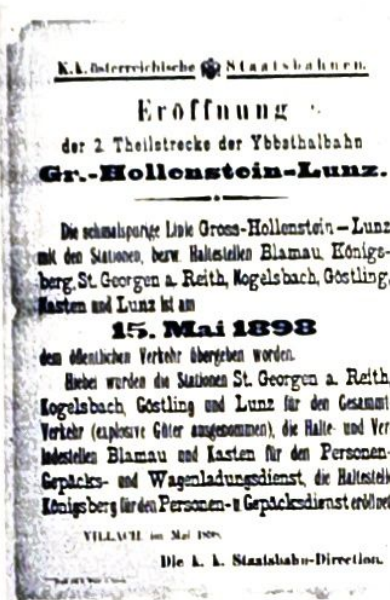 K.k. österreichische Staatsbahnen.
Eröffnung
der 2. Theilstrecke der Ybbsthalbahn
Gr.-Hollenstein-Lunz.
Die schmalspurige Linie Gross-Hollenstein – Lunz
mit den Stationen, bezw. Haltestellen Blamau, Königs-
berg, St. Georgen a. Reith, Kogelsbach, Göstling,
Kasten und Lunz ist am
15. Mai 1898
dem öffentlichen Verkehr übergeben worden.
Hiebei wurden die Stationen St. Georgen a. Reith,
Kogelsbach, Göstling und Lunz für den Gesammt-
Verkehr (explosive Güter ausgenommen), die Halte- und Ver-
ladestellen Blamau und Kasten für den Personen-
Gepäcks- und Wagenladungsdienst, die Haltestelle
Königsberg für den Personen- u. Gepäcksdienst eröffnet
VILLACH, im Mai 1898.
Die k. k. Staatsbahn-Direction.